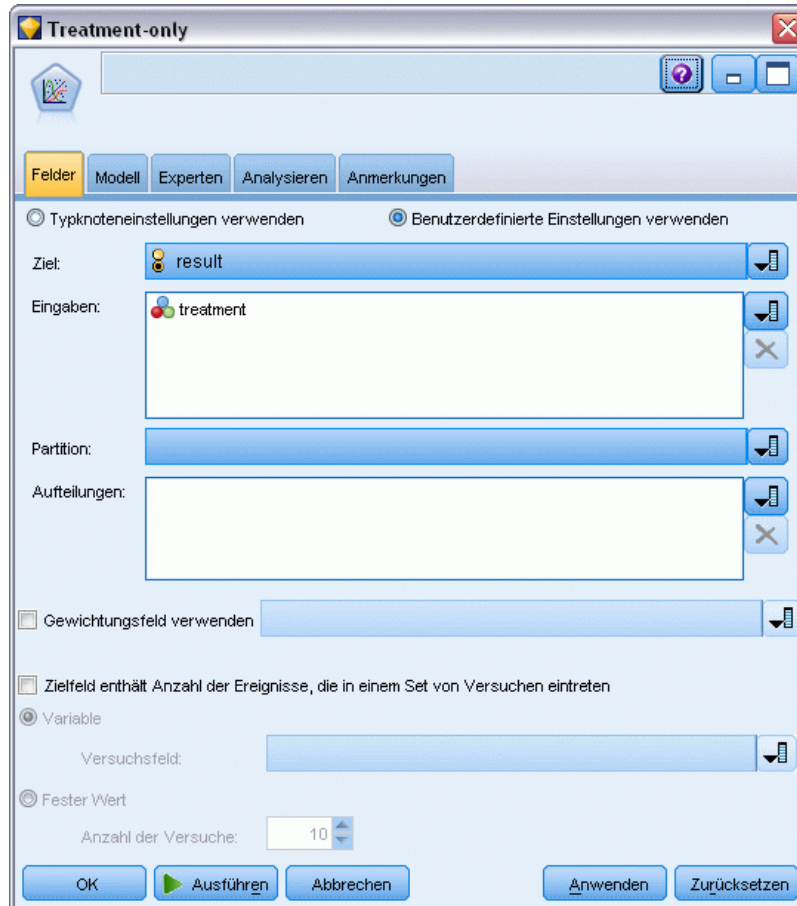 Treatment-only
Felder Modell Experten Analysieren Anmerkungen
Typknoteneinstellungen verwenden Benutzerdefinierte Einstellungen verwenden
Ziel: result
Eingaben: treatment
Partition:
Aufteilungen:
Gewichtungsfeld verwenden
Zielfeld enthält Anzahl der Ereignisse, die in einem Set von Versuchen eintreten
Variable
Versuchsfeld:
Fester Wert
Anzahl der Versuche: 10
OK Ausführen Abbrechen Anwenden Zurücksetzen